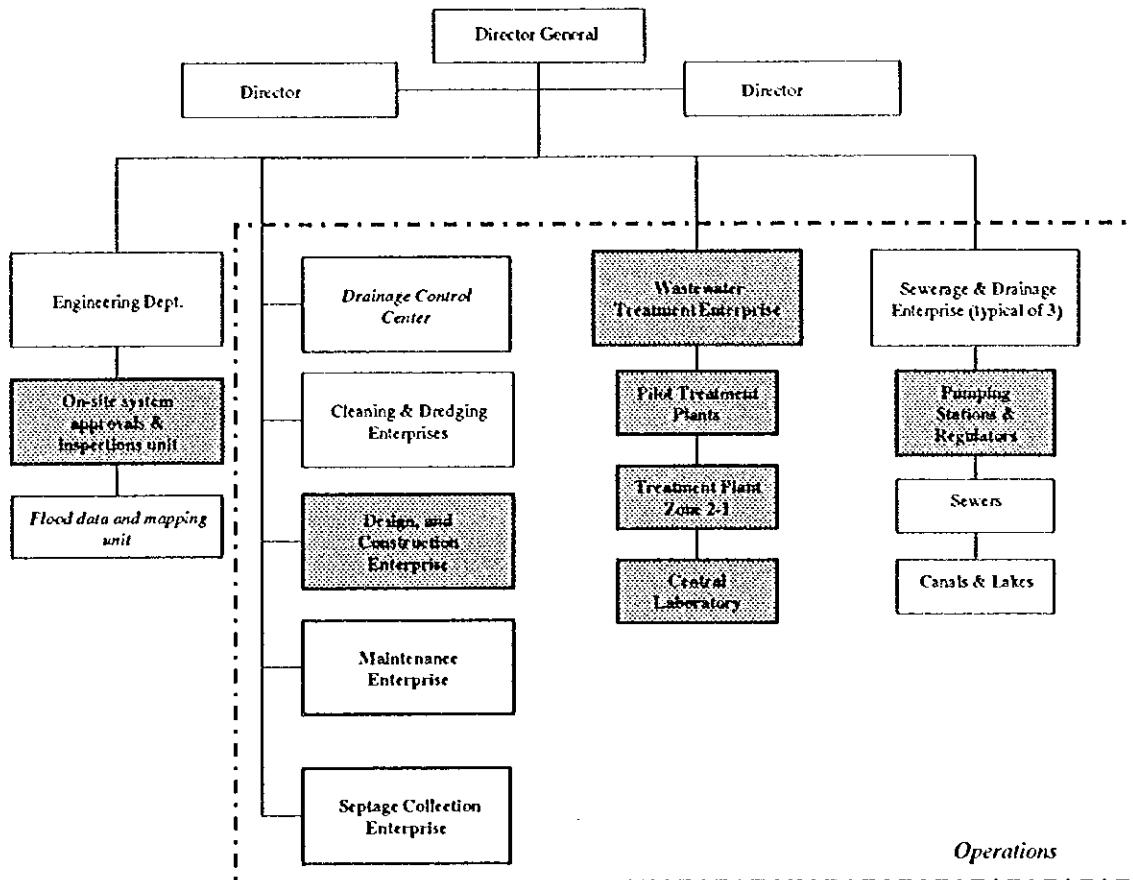 Director General
Director
Director
Engineering Dept.
On-site system
approvals &
Inspections unit
Flood data and mapping
unit
Drainage Control
Center
Cleaning & Dredging
Enterprises
Design, and
Construction
Enterprise
Maintenance
Enterprise
Septage Collection
Enterprise
Wastewater
Treatment Enterprise
Pilot Treatment
Plants
Treatment Plant
Zone 2-1
Central
Laboratory
Sewerage & Drainage
Enterprise (typical of 3)
Pumping
Stations &
Regulators
Sewers
Canals & Lakes
Operations